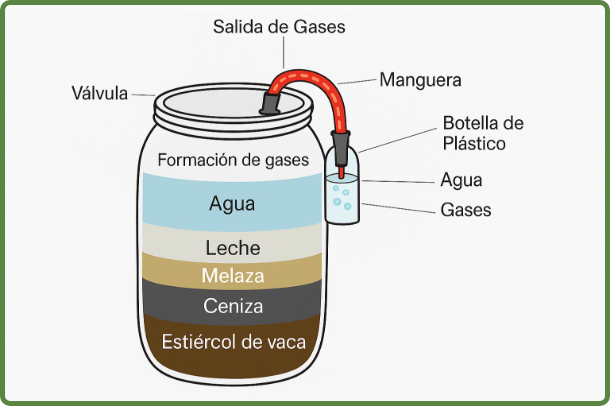 Salida de Gases
Válvula
Manguera
Botella de
Plástico
Formación de gases
Agua
Agua
Gases
Leche
Melaza
Ceniza
Estiércol de vaca